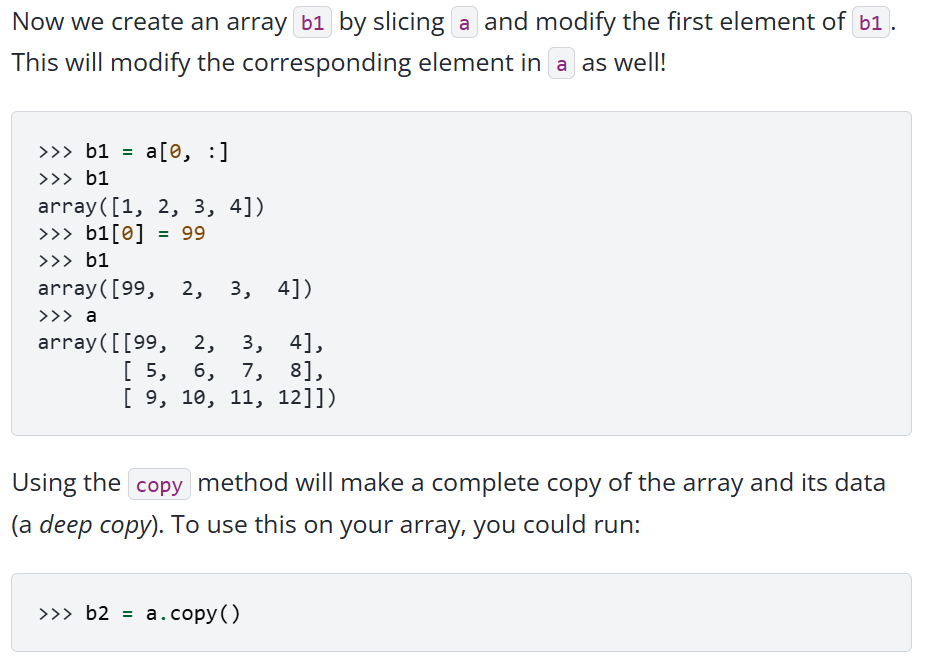 Now we create an array b1 by slicing a and modify the first element of b1.
This will modify the corresponding element in a as well!
>>> b1 = a[0, :]
>>> b1
array([1, 2, 3, 4])
>>> b1[0] = 99
>>> b1
array([99,  2,  3,  4])
>>> a
array([[99,  2,  3,  4],
       [ 5,  6,  7,  8],
       [ 9, 10, 11, 12]])
Using the copy method will make a complete copy of the array and its data
(a deep copy). To use this on your array, you could run:
>>> b2 = a.copy()